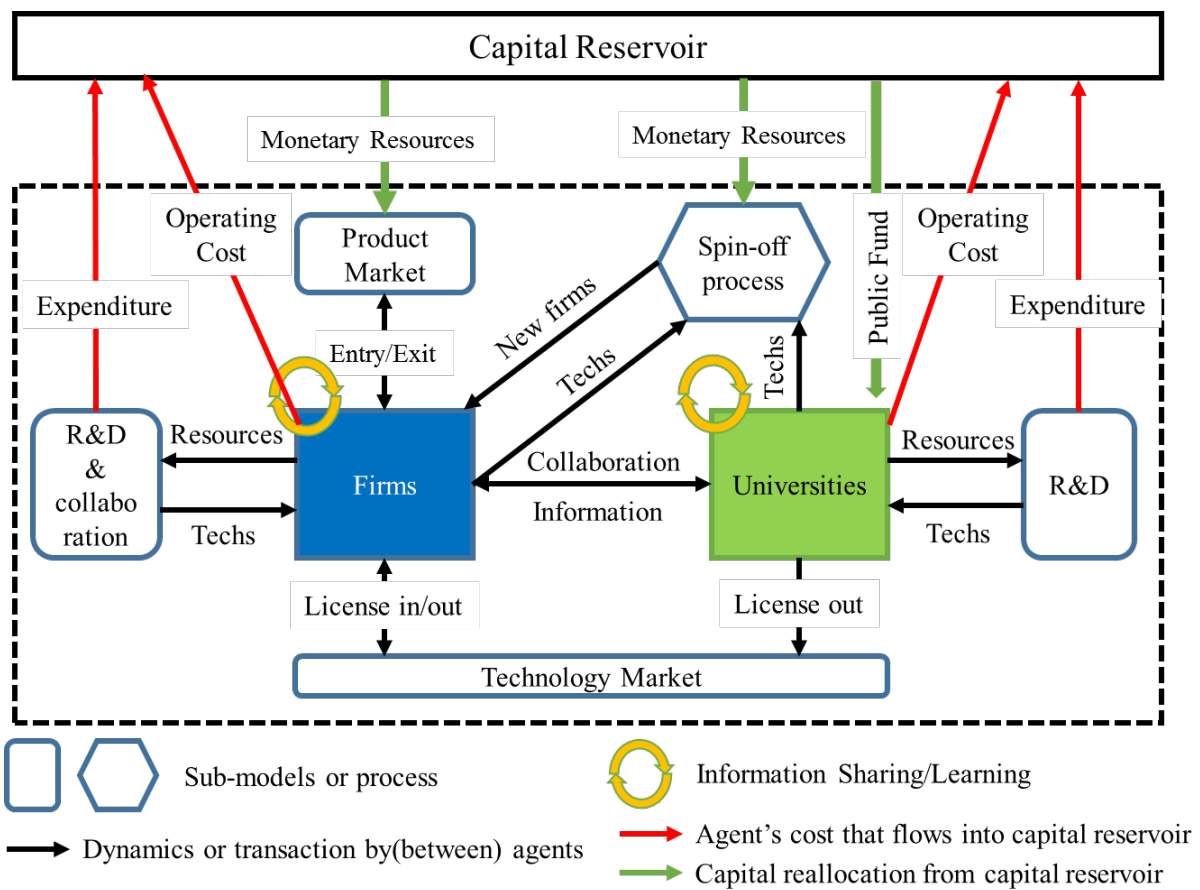 Capital Reservoir
Monetary Resources
Monetary Resources
Operating
Cost
Product
Market
Spin-off
process
Public Fund
Operating
Cost
Expenditure
Expenditure
New firms
Entry/Exit
Techs
Techs
R&D
&
collabo
ration
Resources
Techs
Firms
Collaboration
Information
Universities
Resources
Techs
R&D
License in/out
License out
Technology Market
Sub-models or process
Information Sharing/Learning
Dynamics or transaction by(between) agents
Agent's cost that flows into capital reservoir
Capital reallocation from capital reservoir